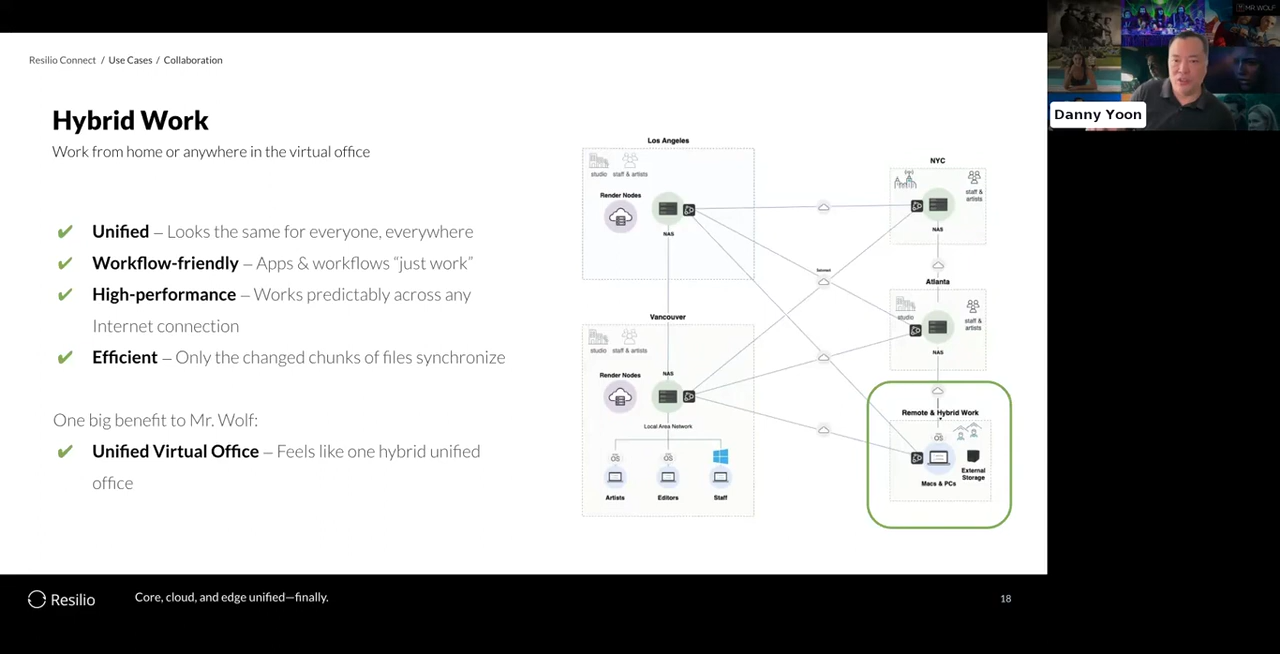 Resilio Connect / Use Cases / Collaboration
Hybrid Work
Work from home or anywhere in the virtual office
✔ Unified – Looks the same for everyone, everywhere
✔ Workflow-friendly – Apps & workflows “just work”
✔ High-performance – Works predictably across any
Internet connection
✔ Efficient – Only the changed chunks of files synchronize
One big benefit to Mr. Wolf:
✔ Unified Virtual Office – Feels like one hybrid unified
office
Los Angeles
studio staff & artists
Render Nodes
NAS
Vancouver
studio staff & artists
Render Nodes
NAS
Local Area Network
OS OS
Artists Editors Staff
NYC
staff &
artists
NAS
Atlanta
studio
staff &
artists
NAS
Remote & Hybrid Work
OS
External
Storage
Macs & PCs
Resilio
Core, cloud, and edge unified—finally.
18
MR. WOLF
Danny Yoon